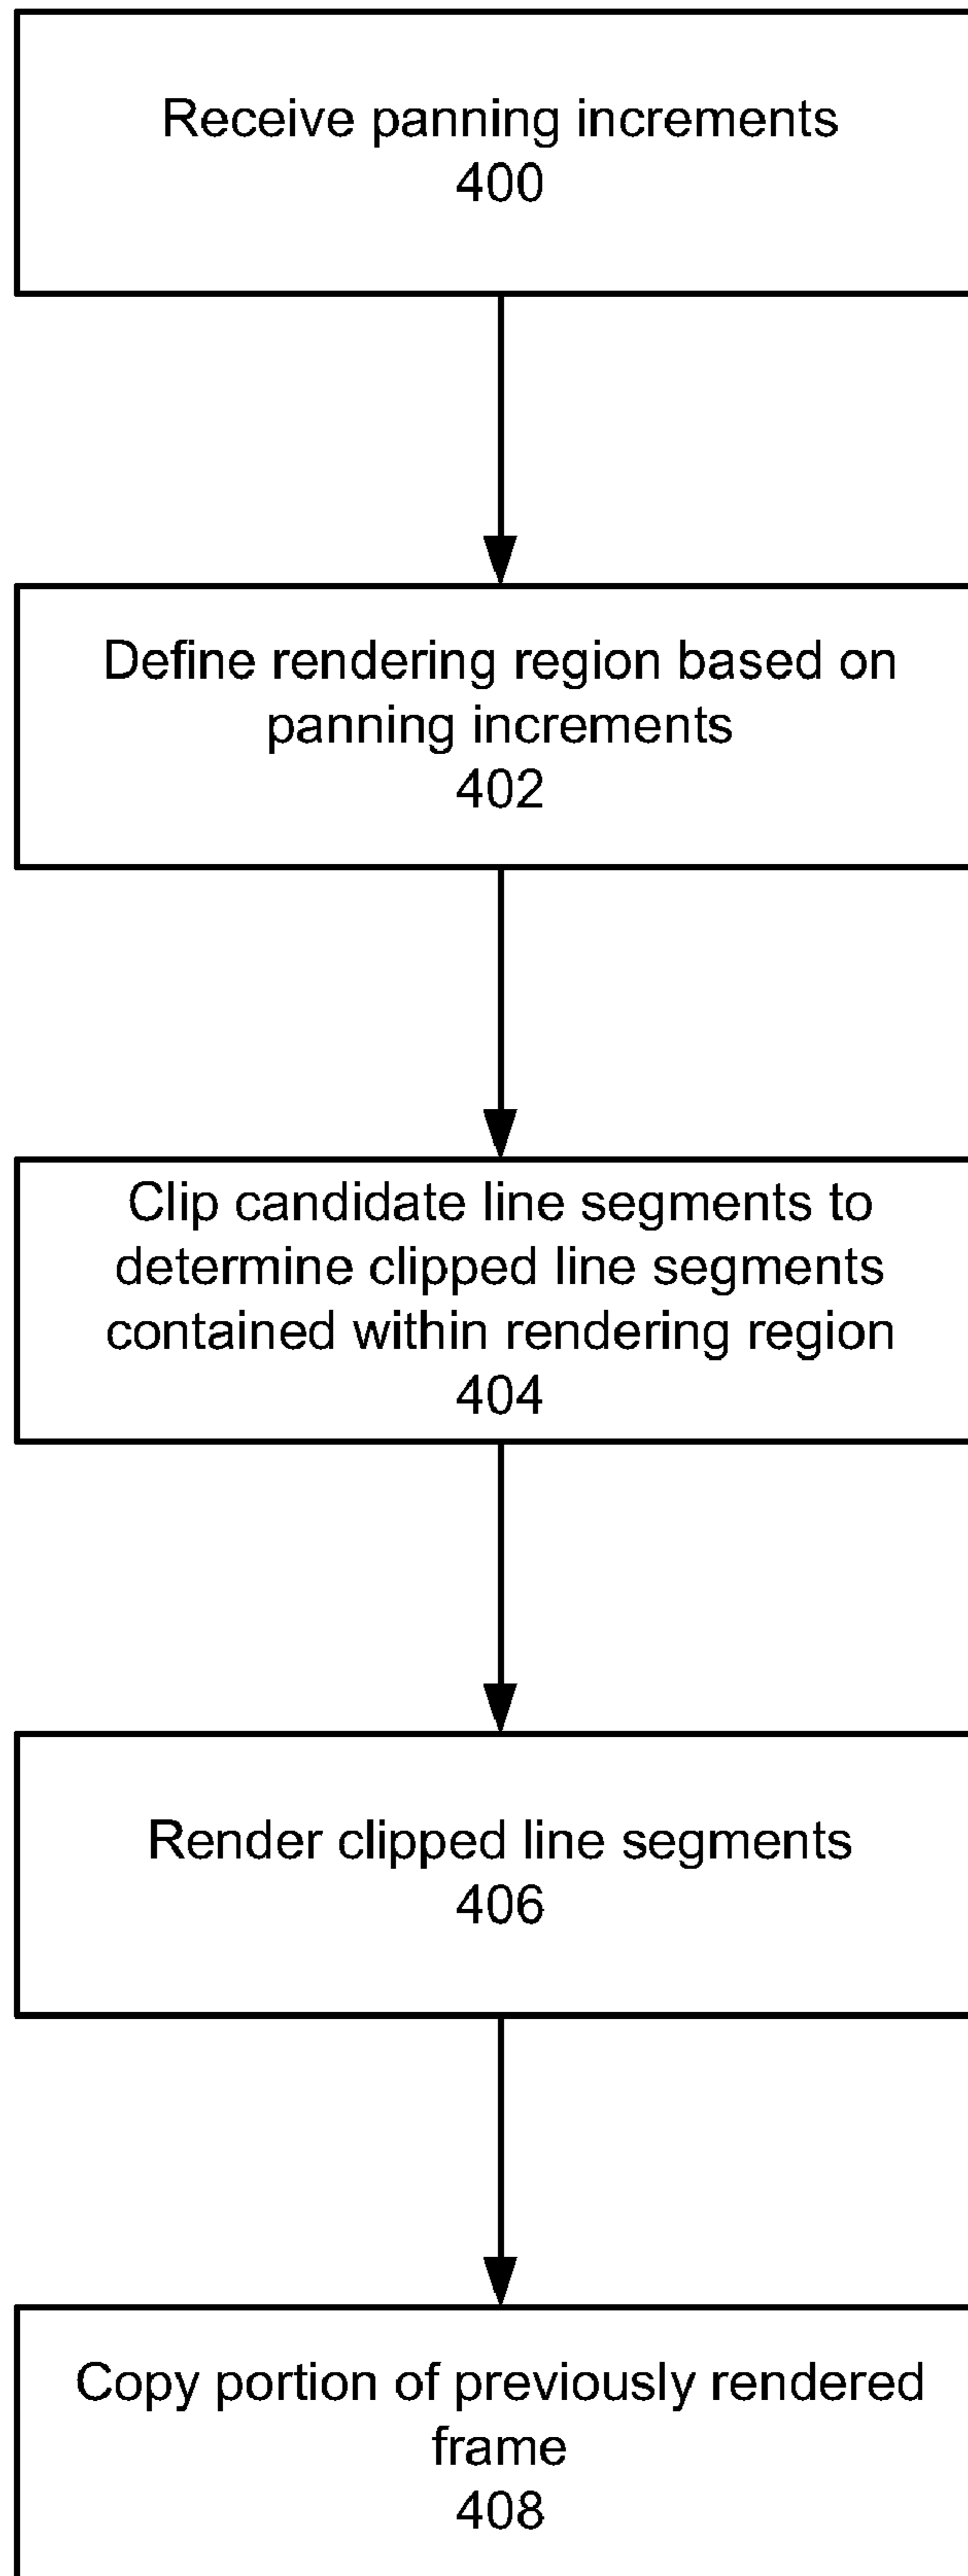 Receive panning increments
400
Define rendering region based on
panning increments
402
Clip candidate line segments to
determine clipped line segments
contained within rendering region
404
Render clipped line segments
406
Copy portion of previously rendered
frame
408